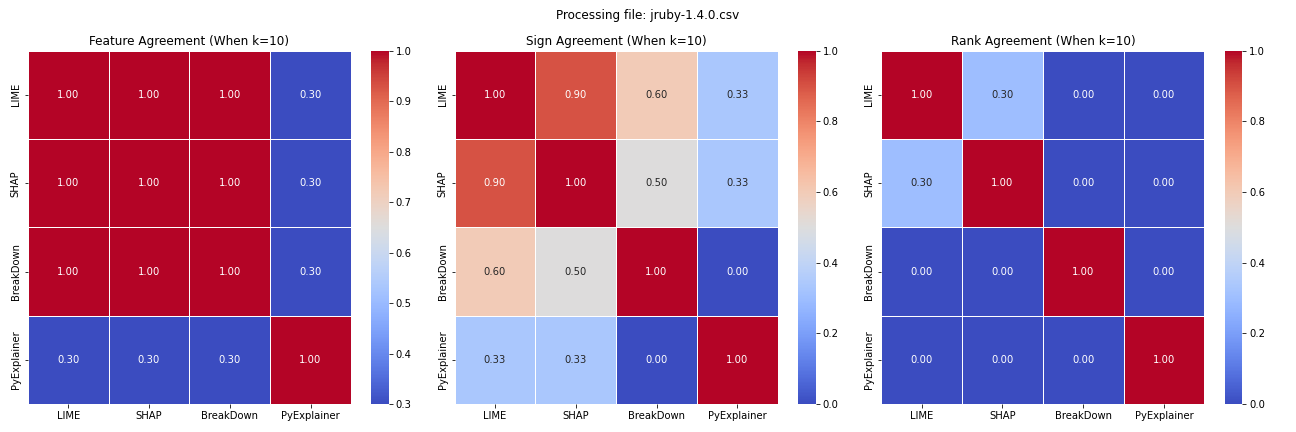 Processing file: jruby-1.4.0.csv
Feature Agreement (When k=10)
LIME 1.00 1.00 1.00 0.30
SHAP 1.00 1.00 1.00 0.30
BreakDown 1.00 1.00 1.00 0.30
PyExplainer 0.30 0.30 0.30 1.00
LIME SHAP BreakDown PyExplainer
1.0
0.9
0.8
0.7
0.6
0.5
0.4
0.3
Sign Agreement (When k=10)
LIME 1.00 0.90 0.60 0.33
SHAP 0.90 1.00 0.50 0.33
BreakDown 0.60 0.50 1.00 0.00
PyExplainer 0.33 0.33 0.00 1.00
LIME SHAP BreakDown PyExplainer
1.0
0.8
0.6
0.4
0.2
0.0
Rank Agreement (When k=10)
LIME 1.00 0.30 0.00 0.00
SHAP 0.30 1.00 0.00 0.00
BreakDown 0.00 0.00 1.00 0.00
PyExplainer 0.00 0.00 0.00 1.00
LIME SHAP BreakDown PyExplainer
1.0
0.8
0.6
0.4
0.2
0.0